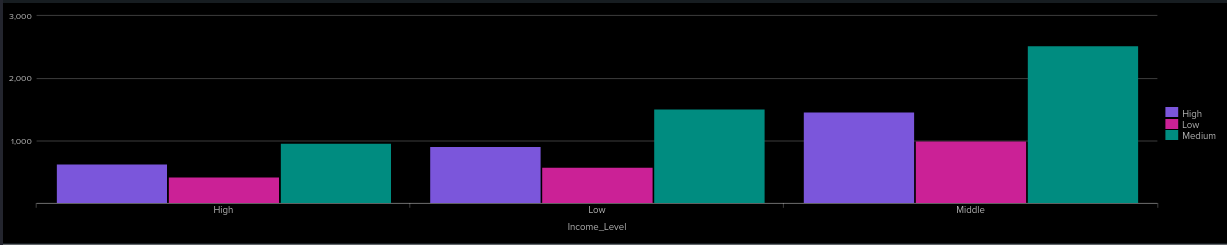 3,000
2,000
1,000
High
Low
Middle
Income_Level
High
Low
Medium